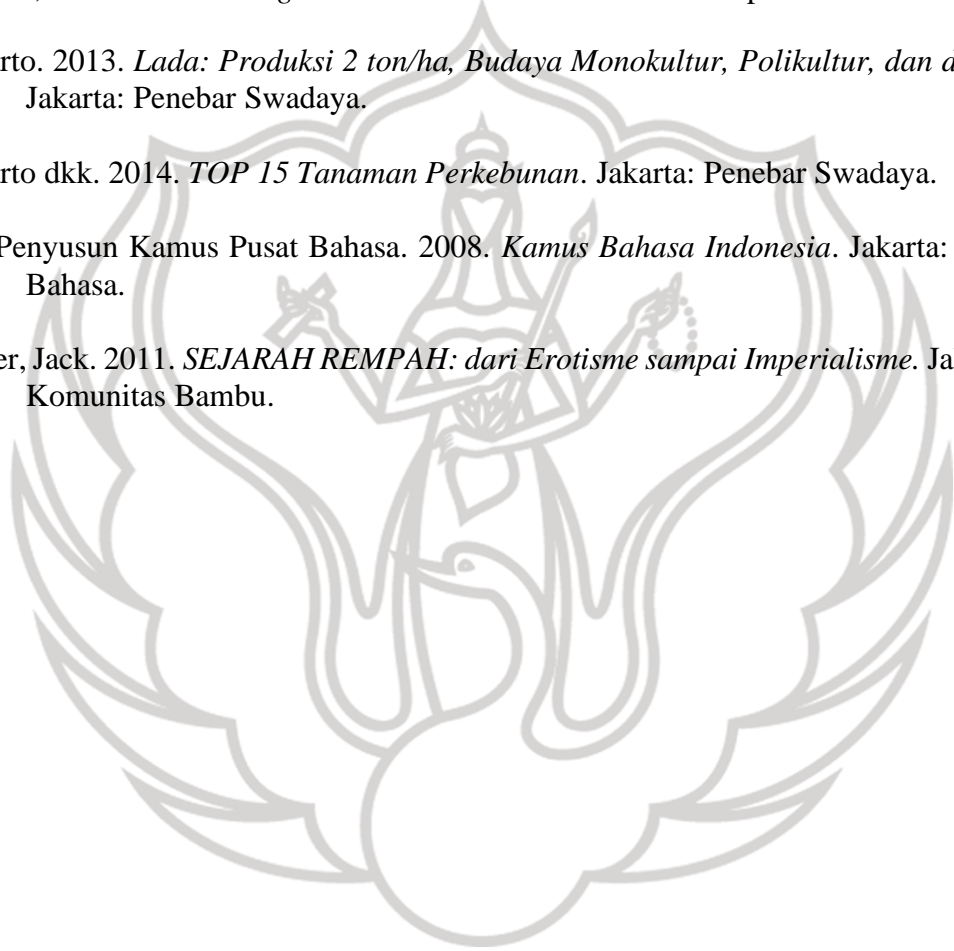 rto. 2013. Lada: Produksi 2 ton/ha, Budaya Monokultur, Polikultur, dan d
Jakarta: Penebar Swadaya.
rto dkk. 2014. TOP 15 Tanaman Perkebunan. Jakarta: Penebar Swadaya.
Penyusun Kamus Pusat Bahasa. 2008. Kamus Bahasa Indonesia. Jakarta:
Bahasa.
er, Jack. 2011. SEJARAH REMPAH: dari Erotisme sampai Imperialisme. Ja
Komunitas Bambu.